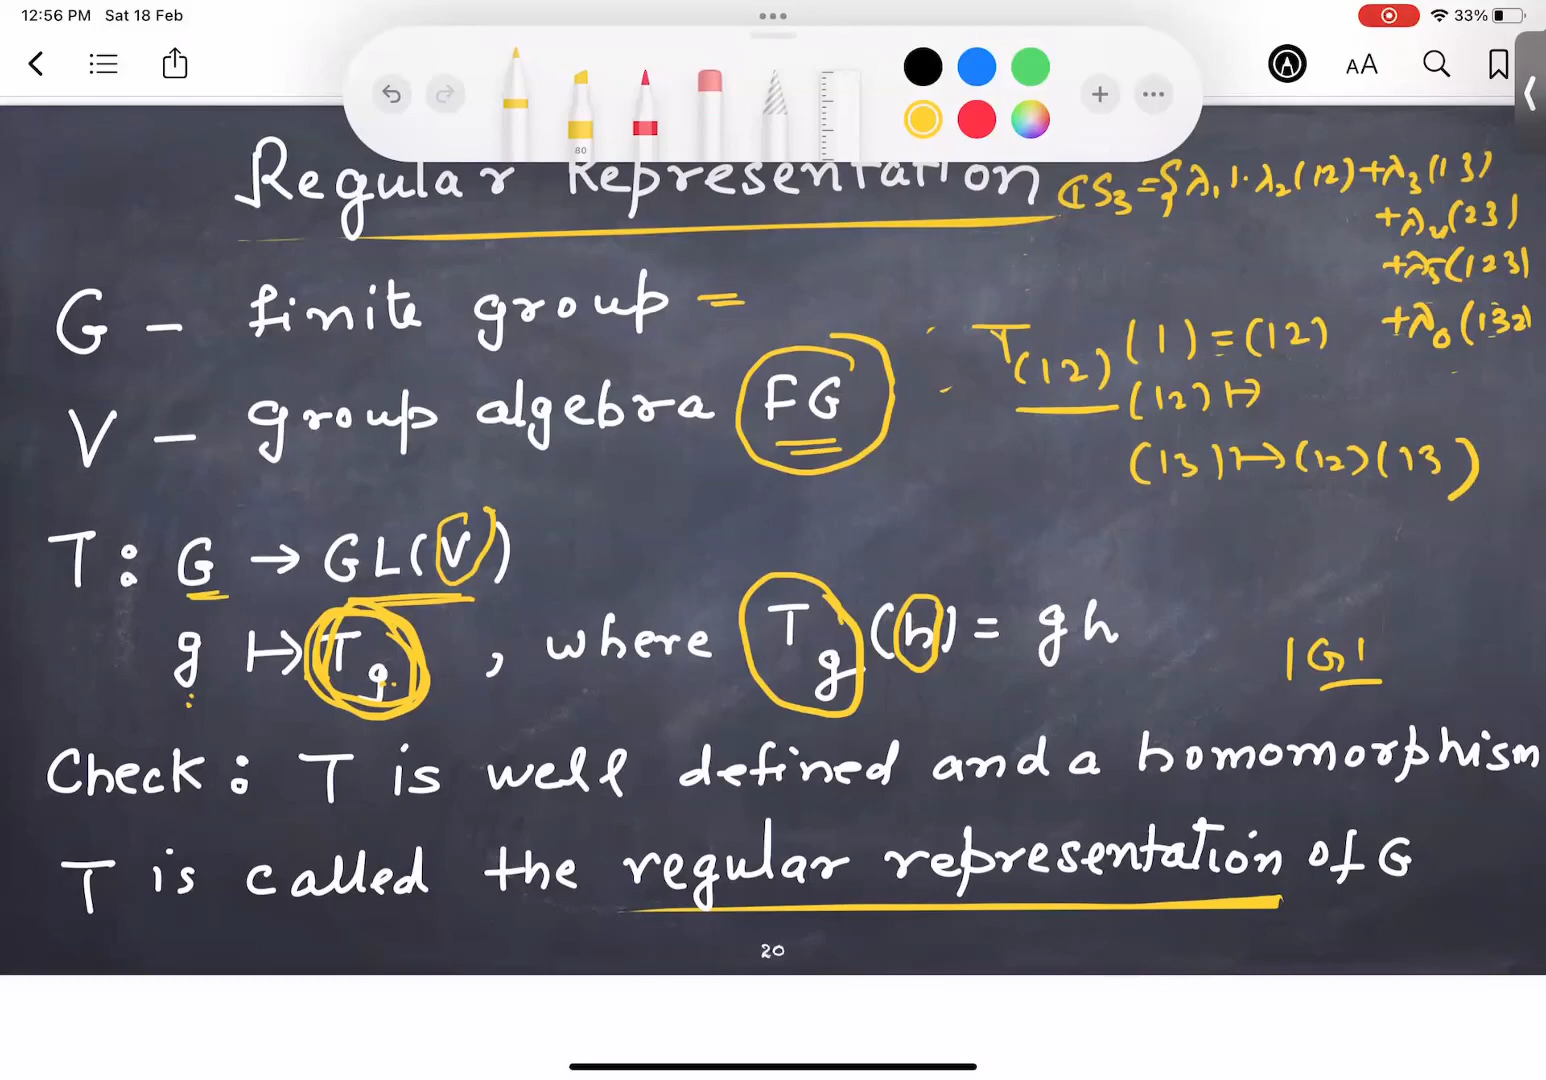 12:56 PM Sat 18 Feb
33%
AA
80
Regular Representation
ℂS₃ = {λ₁1·λ₂(12)+λ₃(13)
+λ₄(23)
+λ₅(123)
+λ₆(132)
G – finite group =
V – group algebra FG
T(12) (1) = (12)
(12) ↦
(13) ↦ (12)(13)
T : G → GL(V)
g ↦ Tg , where Tg(h) = gh
|G|
Check : T is well defined and a homomorphism
T is called the regular representation of G
20